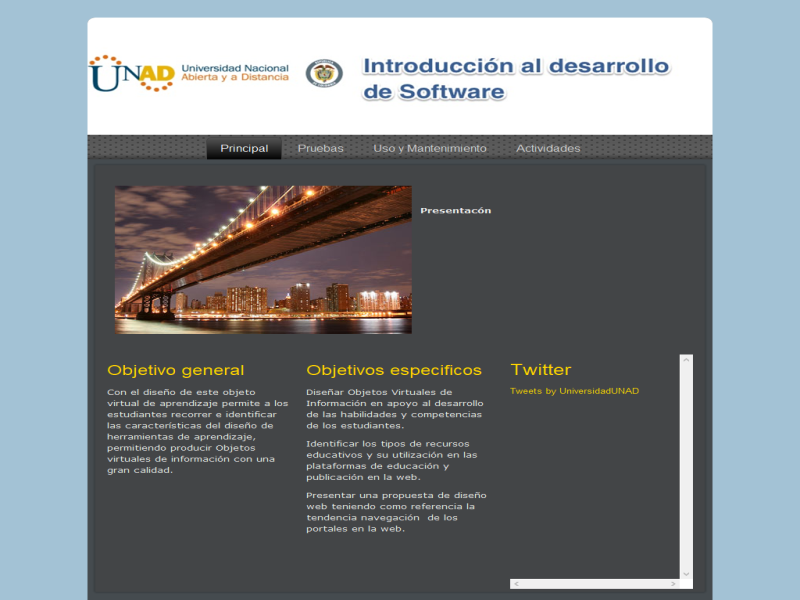 UNAD Universidad Nacional
Abierta y a Distancia
Introducción al desarrollo
de Software
Principal Pruebas Uso y Mantenimiento Actividades
Presentacón
Objetivo general
Con el diseño de este objeto
virtual de aprendizaje permite a los
estudiantes recorrer e identificar
las características del diseño de
herramientas de aprendizaje,
permitiendo producir Objetos
virtuales de información con una
gran calidad.
Objetivos especificos
Diseñar Objetos Virtuales de
Información en apoyo al desarrollo
de las habilidades y competencias
de los estudiantes.
Identificar los tipos de recursos
educativos y su utilización en las
plataformas de educación y
publicación en la web.
Presentar una propuesta de diseño
web teniendo como referencia la
tendencia navegación de los
portales en la web.
Twitter
Tweets by UniversidadUNAD